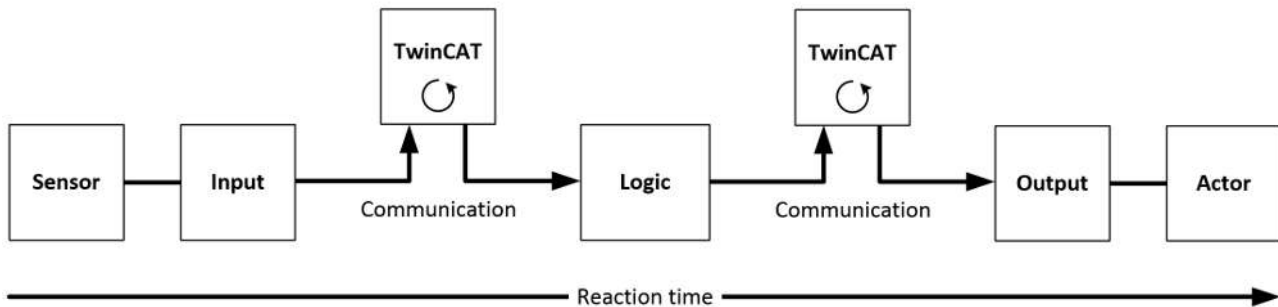 TwinCAT
TwinCAT
Sensor
Input
Logic
Output
Actor
Communication
Communication
Reaction time